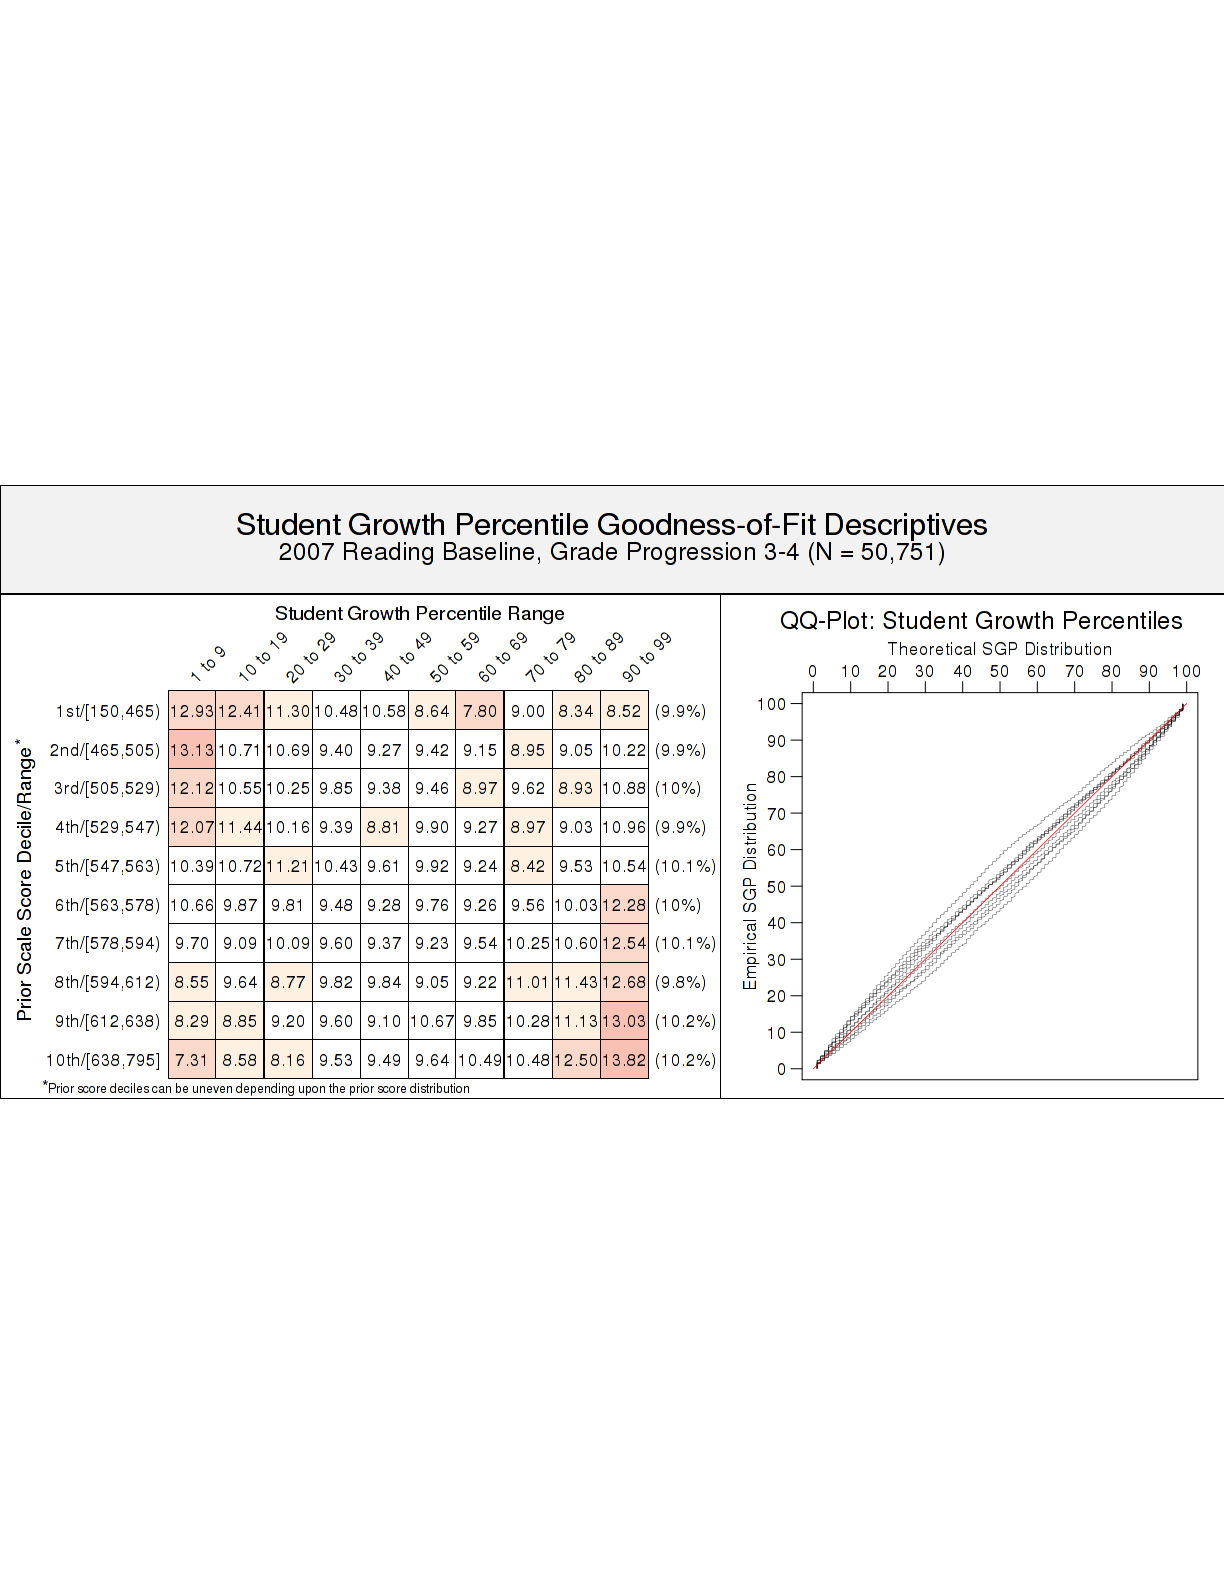 Student Growth Percentile Goodness-of-Fit Descriptives
2007 Reading Baseline, Grade Progression 3-4 (N = 50,751)
Student Growth Percentile Range
1 to 9 10 to 19 20 to 29 30 to 39 40 to 49 50 to 59 60 to 69 70 to 79 80 to 89 90 to 99
Prior Scale Score Decile/Range*
1st/[150,465) 12.93 12.41 11.30 10.48 10.58 8.64 7.80 9.00 8.34 8.52 (9.9%)
2nd/[465,505) 13.13 10.71 10.69 9.40 9.27 9.42 9.15 8.95 9.05 10.22 (9.9%)
3rd/[505,529) 12.12 10.55 10.25 9.85 9.38 9.46 8.97 9.62 8.93 10.88 (10%)
4th/[529,547) 12.07 11.44 10.16 9.39 8.81 9.90 9.27 8.97 9.03 10.96 (9.9%)
5th/[547,563) 10.39 10.72 11.21 10.43 9.61 9.92 9.24 8.42 9.53 10.54 (10.1%)
6th/[563,578) 10.66 9.87 9.81 9.48 9.28 9.76 9.26 9.56 10.03 12.28 (10%)
7th/[578,594) 9.70 9.09 10.09 9.60 9.37 9.23 9.54 10.25 10.60 12.54 (10.1%)
8th/[594,612) 8.55 9.64 8.77 9.82 9.84 9.05 9.22 11.01 11.43 12.68 (9.8%)
9th/[612,638) 8.29 8.85 9.20 9.60 9.10 10.67 9.85 10.28 11.13 13.03 (10.2%)
10th/[638,795] 7.31 8.58 8.16 9.53 9.49 9.64 10.49 10.48 12.50 13.82 (10.2%)
*Prior score deciles can be uneven depending upon the prior score distribution
QQ-Plot: Student Growth Percentiles
Theoretical SGP Distribution
0 10 20 30 40 50 60 70 80 90 100
Empirical SGP Distribution
100
90
80
70
60
50
40
30
20
10
0